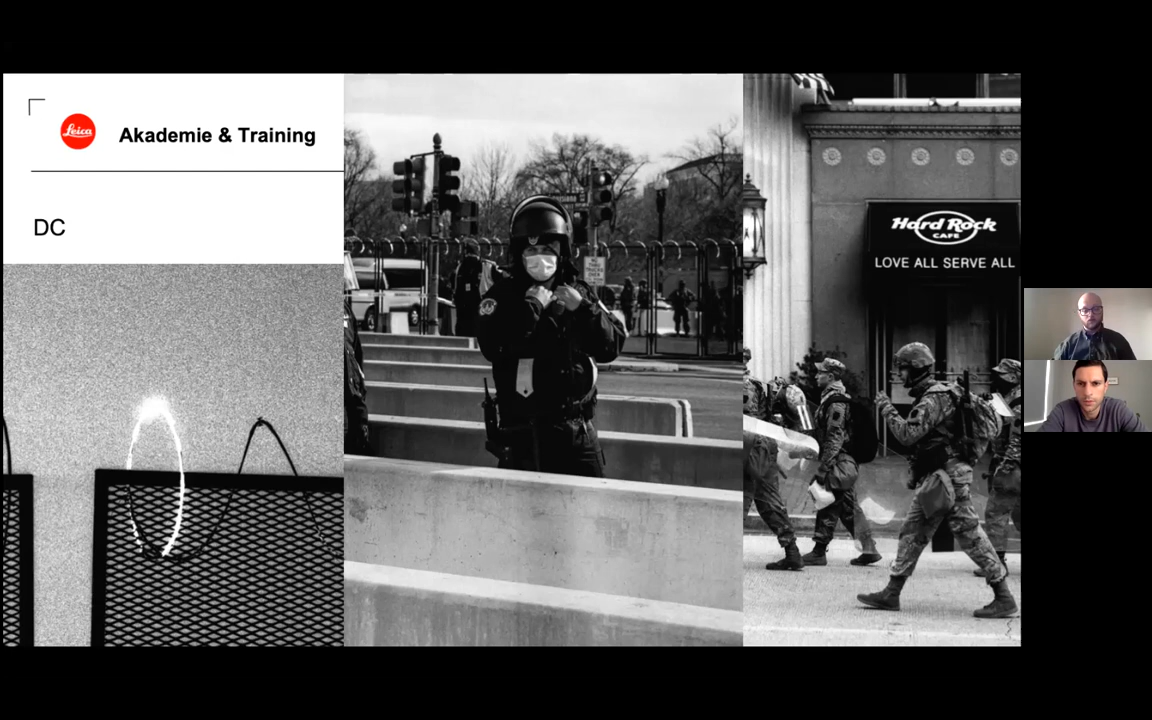 Leica
Akademie & Training
DC
Hard Rock
CAFE
LOVE ALL SERVE ALL